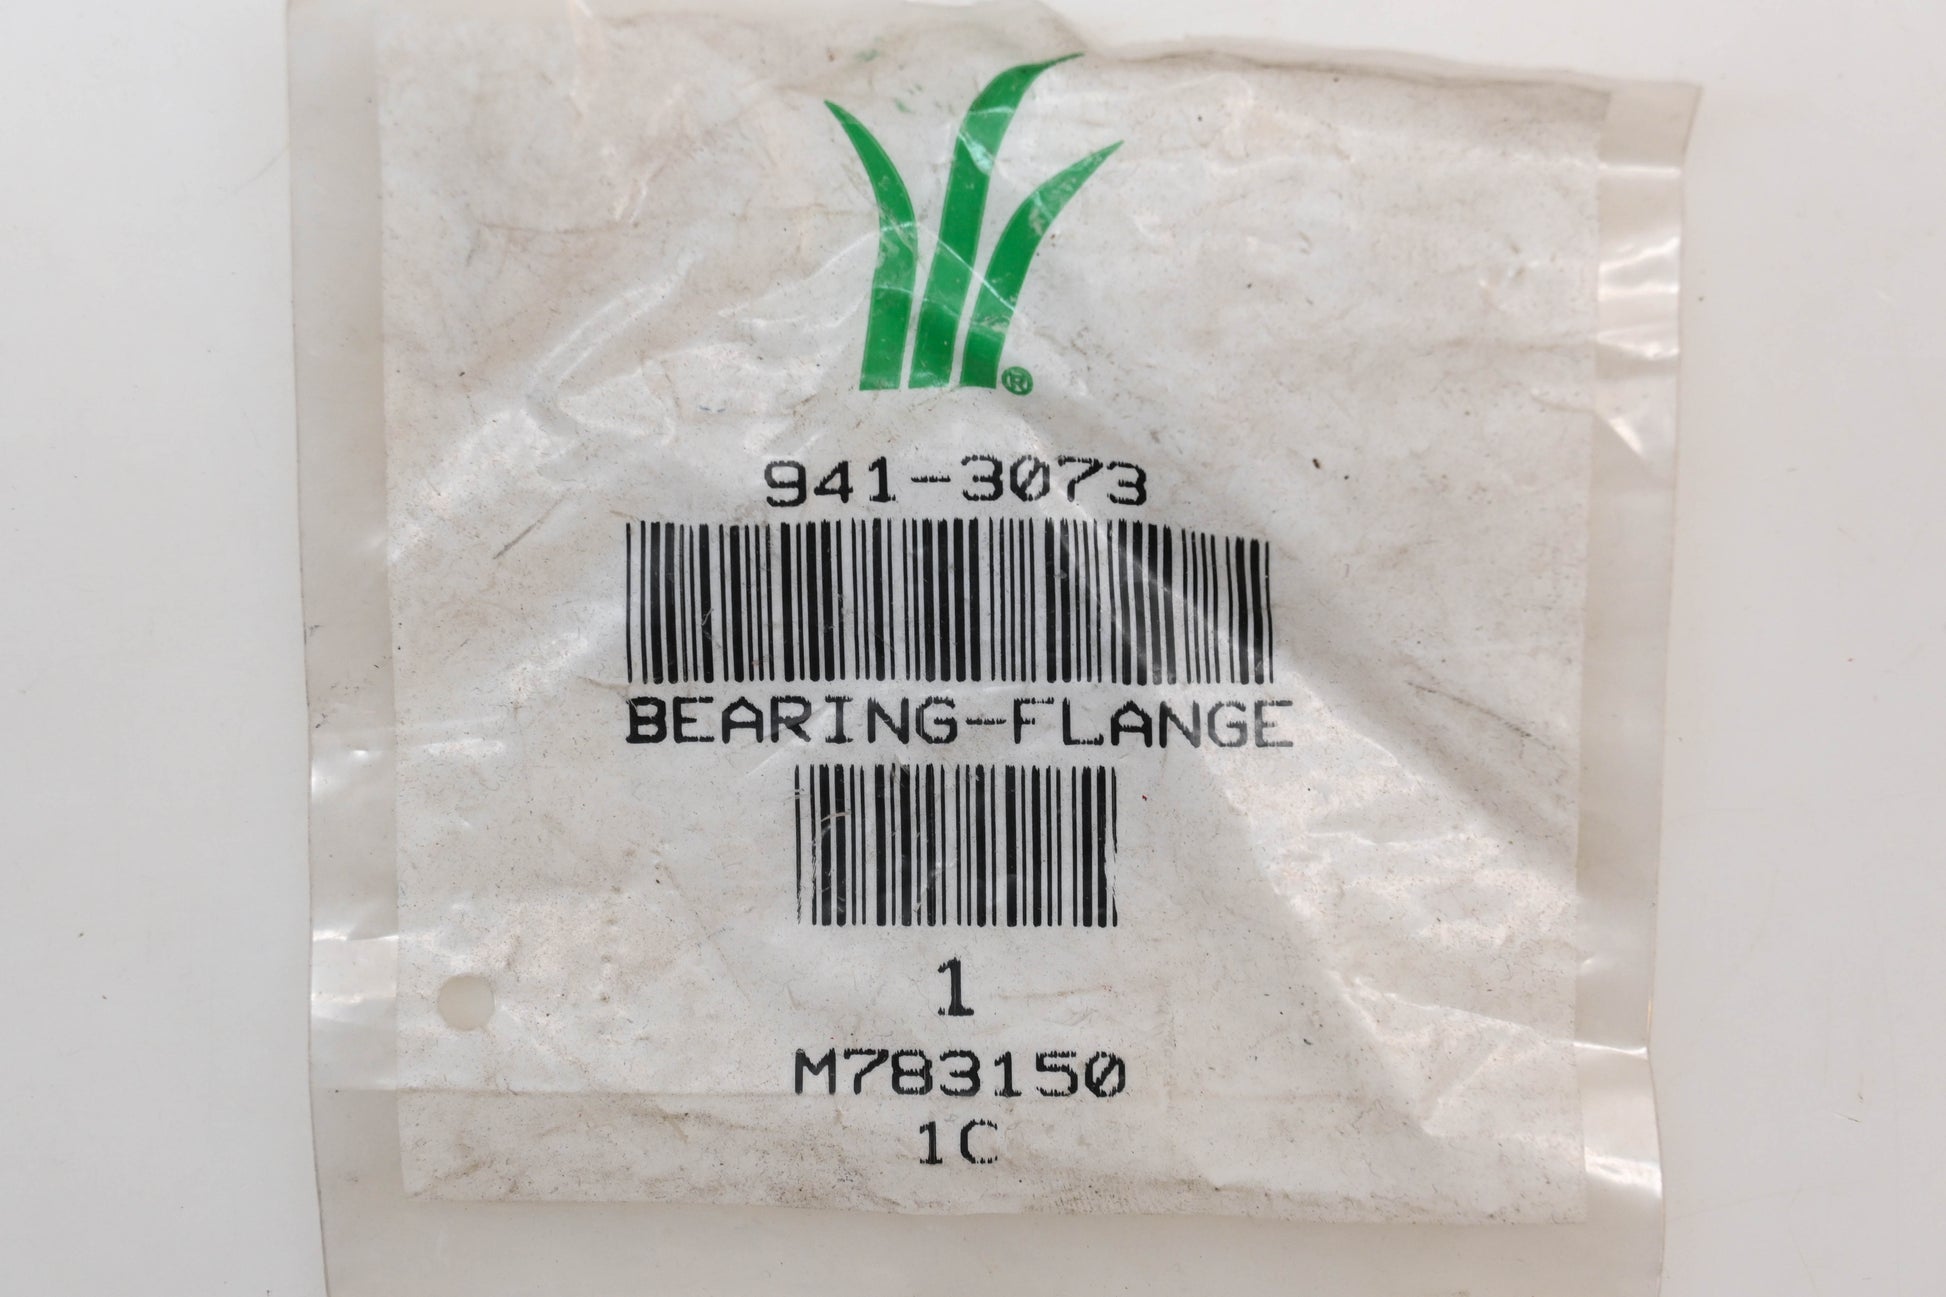 ®
941-3073
BEARING-FLANGE
1
M783150
1C